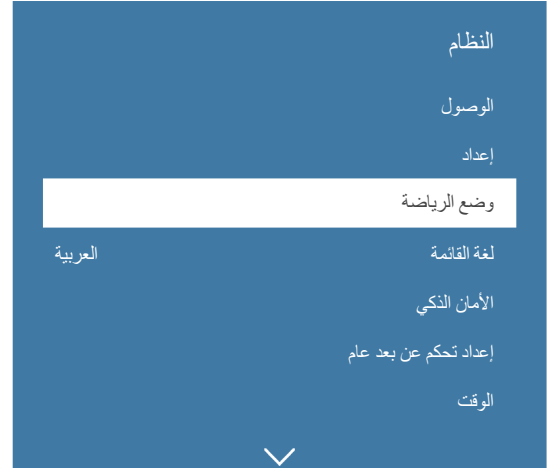 النظام
الوصول
إعداد
وضع الرياضة
لغة القائمة العربية
الأمان الذكي
إعداد تحكم عن بعد عام
الوقت